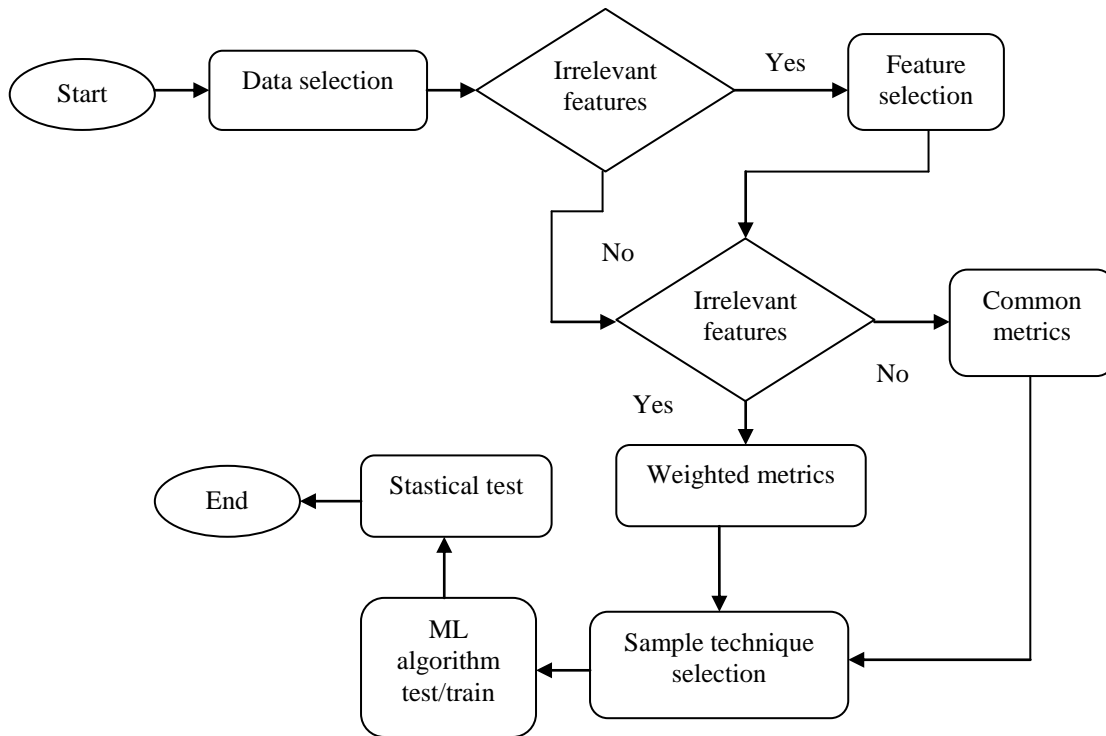 Start
Data selection
Irrelevant
features
Yes
Feature
selection
No
Irrelevant
features
No
Common
metrics
Yes
Weighted metrics
Sample technique
selection
ML
algorithm
test/train
Stastical test
End